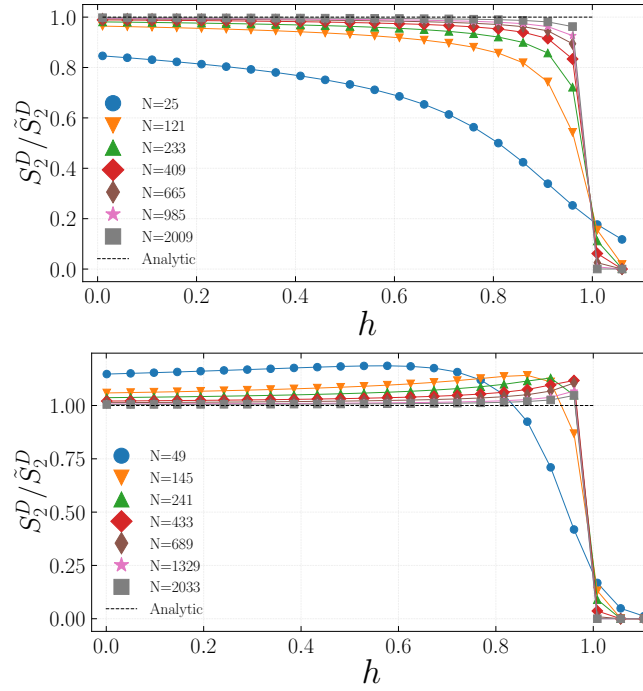 1.0
0.8
0.6
0.4
0.2
0.0
S_2^D/S̃_2^D
N=25
N=121
N=233
N=409
N=665
N=985
N=2009
Analytic
0.0 0.2 0.4 0.6 0.8 1.0
h
1.00
0.75
0.50
0.25
0.00
S_2^D/S̃_2^D
N=49
N=145
N=241
N=433
N=689
N=1329
N=2033
Analytic
0.0 0.2 0.4 0.6 0.8 1.0
h